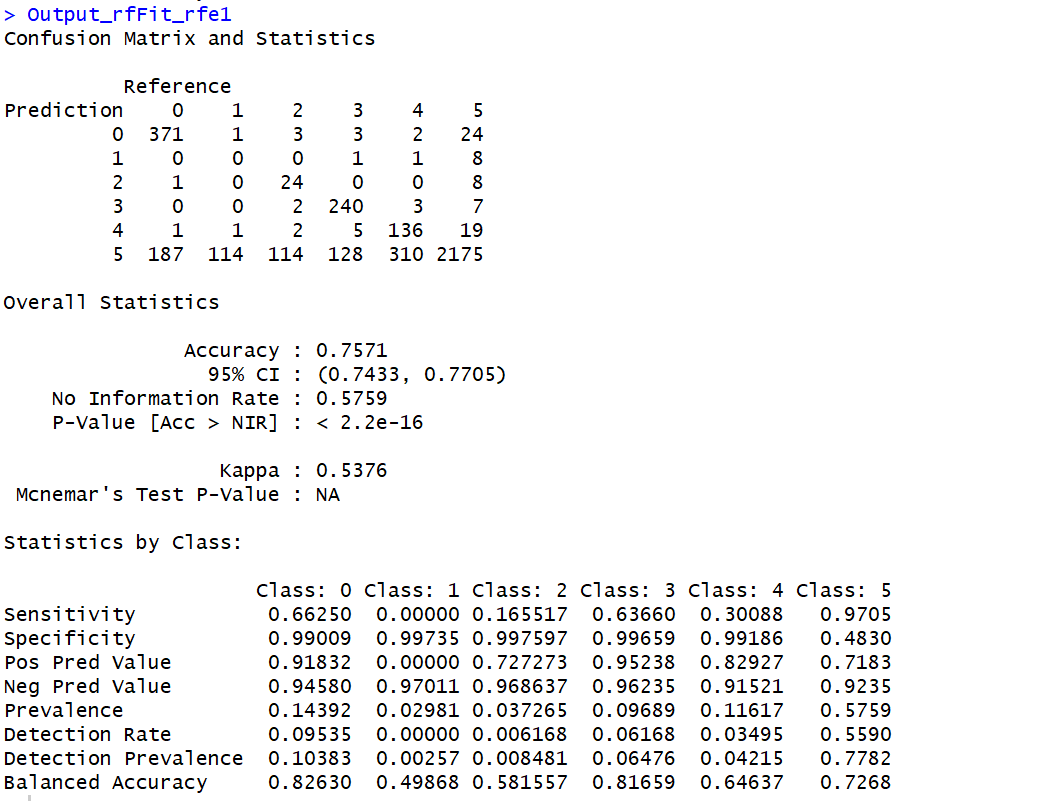 > Output_rfFit_rfe1
Confusion Matrix and Statistics

          Reference
Prediction    0    1    2    3    4    5
         0  371    1    3    3    2   24
         1    0    0    0    1    1    8
         2    1    0   24    0    0    8
         3    0    0    2  240    3    7
         4    1    1    2    5  136   19
         5  187  114  114  128  310 2175

Overall Statistics

               Accuracy : 0.7571
                 95% CI : (0.7433, 0.7705)
    No Information Rate : 0.5759
    P-Value [Acc > NIR] : < 2.2e-16

                  Kappa : 0.5376
 Mcnemar's Test P-Value : NA

Statistics by Class:

                     Class: 0 Class: 1 Class: 2 Class: 3 Class: 4 Class: 5
Sensitivity           0.66250  0.00000 0.165517  0.63660  0.30088   0.9705
Specificity           0.99009  0.99735 0.997597  0.99659  0.99186   0.4830
Pos Pred Value        0.91832  0.00000 0.727273  0.95238  0.82927   0.7183
Neg Pred Value        0.94580  0.97011 0.968637  0.96235  0.91521   0.9235
Prevalence            0.14392  0.02981 0.037265  0.09689  0.11617   0.5759
Detection Rate        0.09535  0.00000 0.006168  0.06168  0.03495   0.5590
Detection Prevalence  0.10383  0.00257 0.008481  0.06476  0.04215   0.7782
Balanced Accuracy     0.82630  0.49868 0.581557  0.81659  0.64637   0.7268